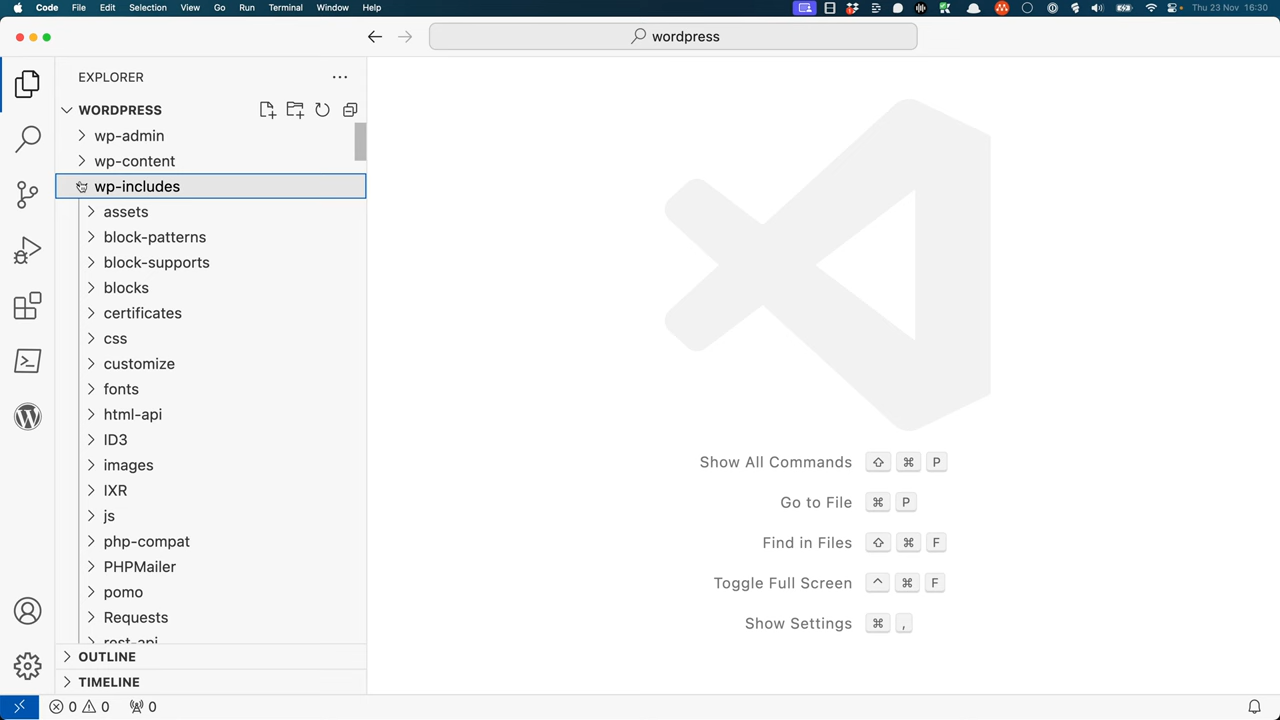 Code File Edit Selection View Go Run Terminal Window Help Thu 23 Nov 16:30
wordpress
EXPLORER
WORDPRESS
wp-admin
wp-content
wp-includes
assets
block-patterns
block-supports
blocks
certificates
css
customize
fonts
html-api
ID3
images
IXR
js
php-compat
PHPMailer
pomo
Requests
rest-api
OUTLINE
TIMELINE
Show All Commands ⇧ ⌘ P
Go to File ⌘ P
Find in Files ⇧ ⌘ F
Toggle Full Screen ^ ⌘ F
Show Settings ⌘ ,
0 0 0